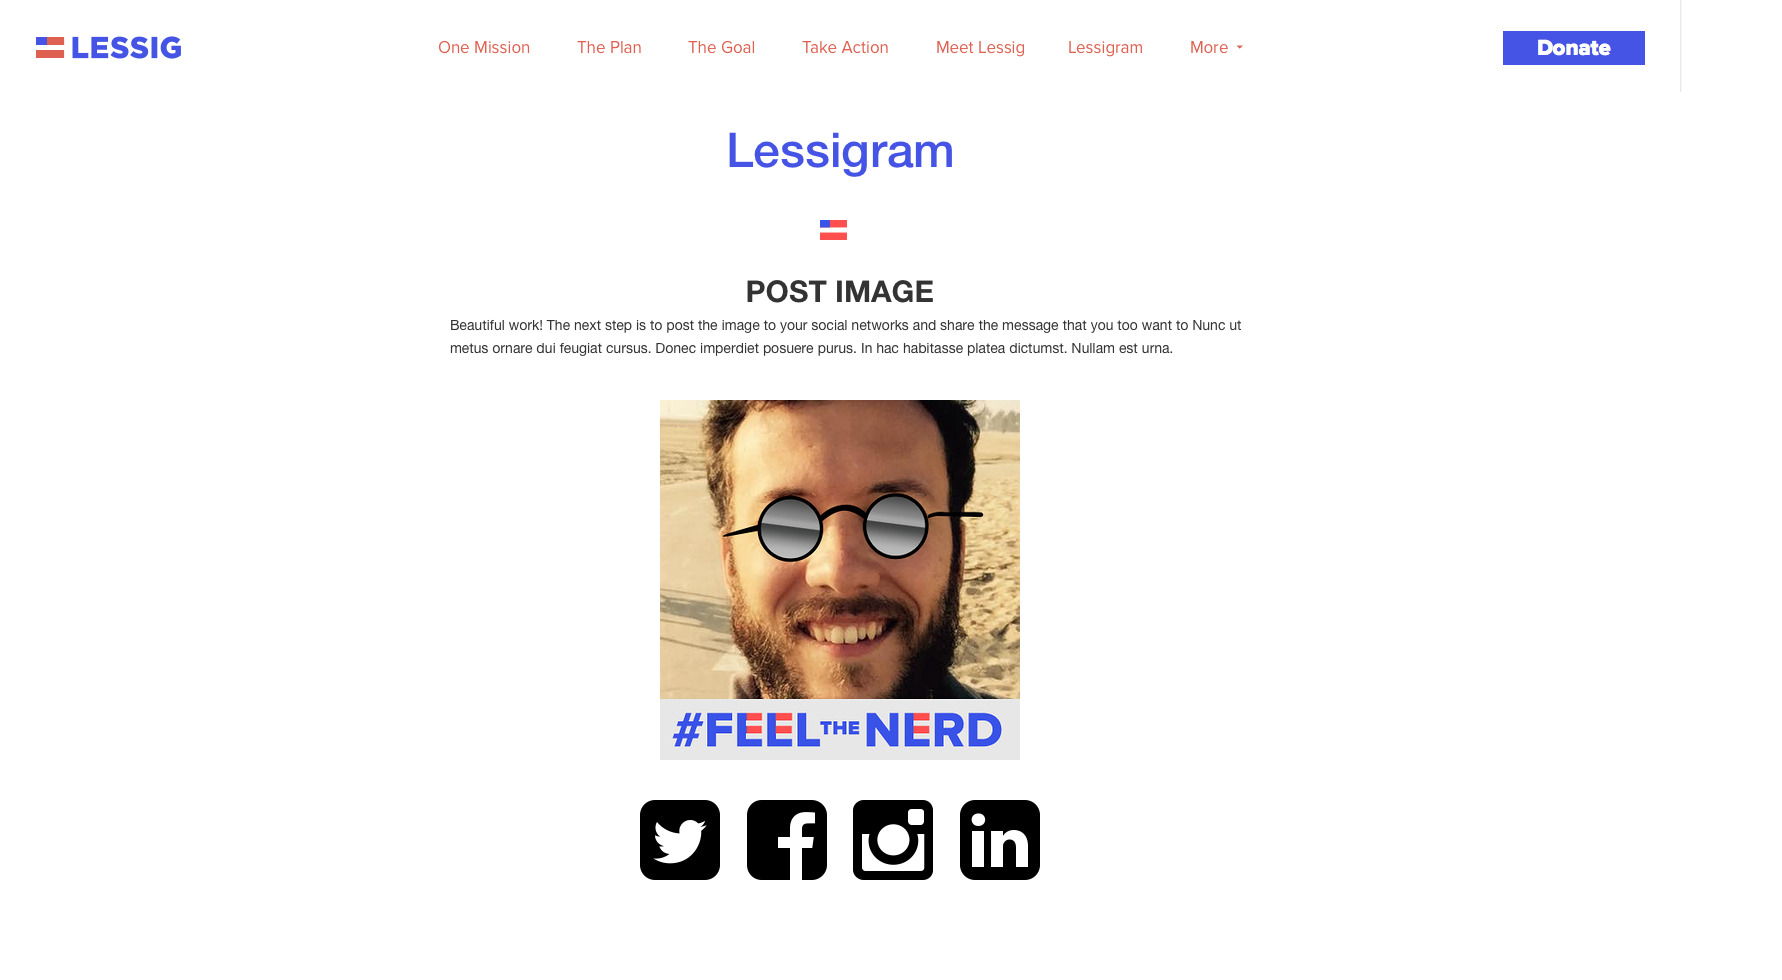 LESSIG
One Mission The Plan The Goal Take Action Meet Lessig Lessigram More
Donate
Lessigram
POST IMAGE
Beautiful work! The next step is to post the image to your social networks and share the message that you too want to Nunc ut
metus ornare dui feugiat cursus. Donec imperdiet posuere purus. In hac habitasse platea dictumst. Nullam est urna.
#FEEL THE NERD